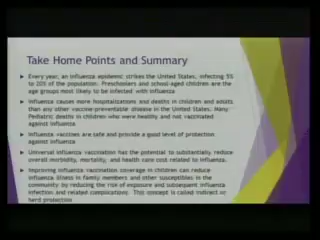 Take Home Points and Summary
Every year, an influenza epidemic strikes the United States, infecting 5%
to 20% of the population. Preschoolers and school-aged children are the
age groups most likely to be infected with influenza
Influenza causes more hospitalizations and deaths in children and adults
than any other vaccine-preventable disease in the United States. Many
Pediatric deaths in children who were healthy and not vaccinated
against influenza
Influenza vaccines are safe and provide a good level of protection
against influenza
Universal influenza vaccination has the potential to substantially reduce
overall morbidity, mortality, and health care cost related to influenza.
Improving influenza vaccination coverage in children can reduce
influenza illness in family members and other susceptibles in the
community by reducing the risk of exposure and subsequent influenza
infection and related complications. This concept is called indirect or
herd protection